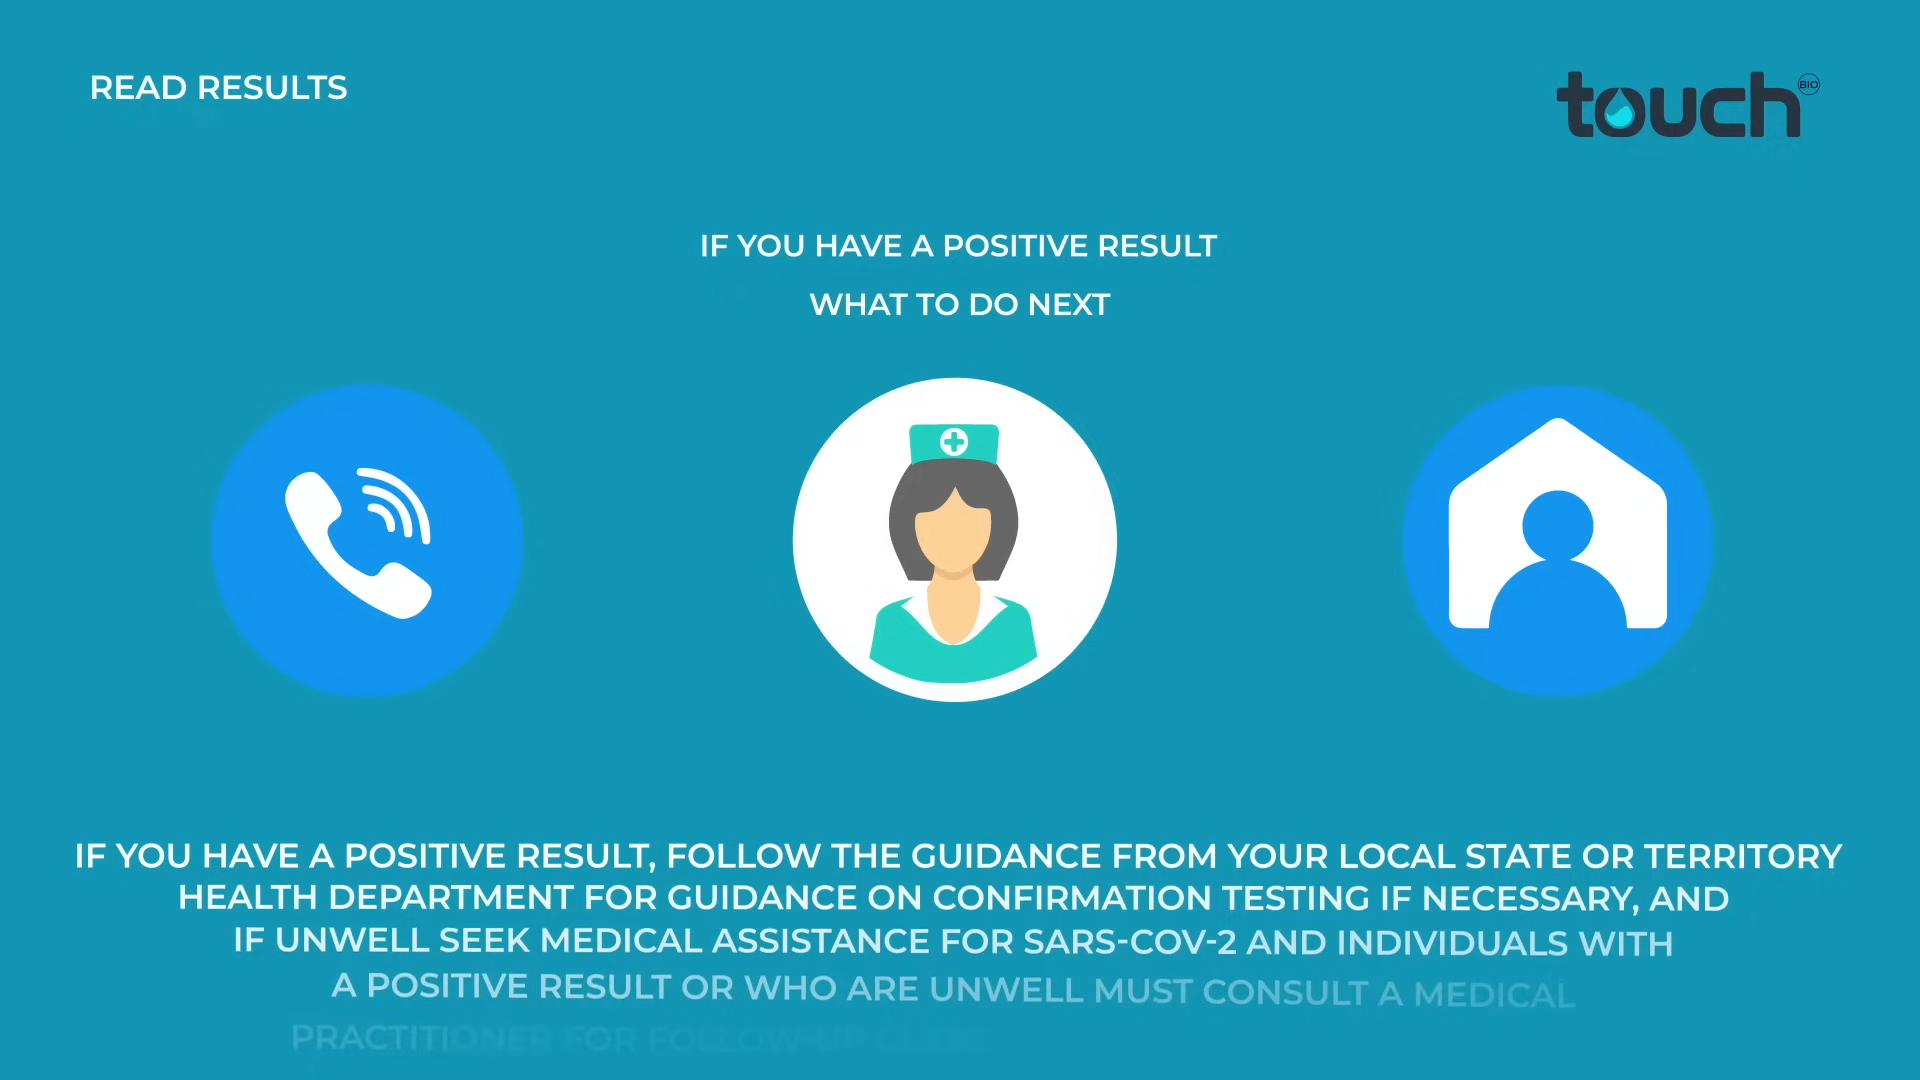 READ RESULTS
touch BIO
IF YOU HAVE A POSITIVE RESULT
WHAT TO DO NEXT
IF YOU HAVE A POSITIVE RESULT, FOLLOW THE GUIDANCE FROM YOUR LOCAL STATE OR TERRITORY
HEALTH DEPARTMENT FOR GUIDANCE ON CONFIRMATION TESTING IF NECESSARY, AND
IF UNWELL SEEK MEDICAL ASSISTANCE FOR SARS-COV-2 AND INDIVIDUALS WITH
A POSITIVE RESULT OR WHO ARE UNWELL MUST CONSULT A MEDICAL
PRACTITIONER FOR FOLLOW-UP